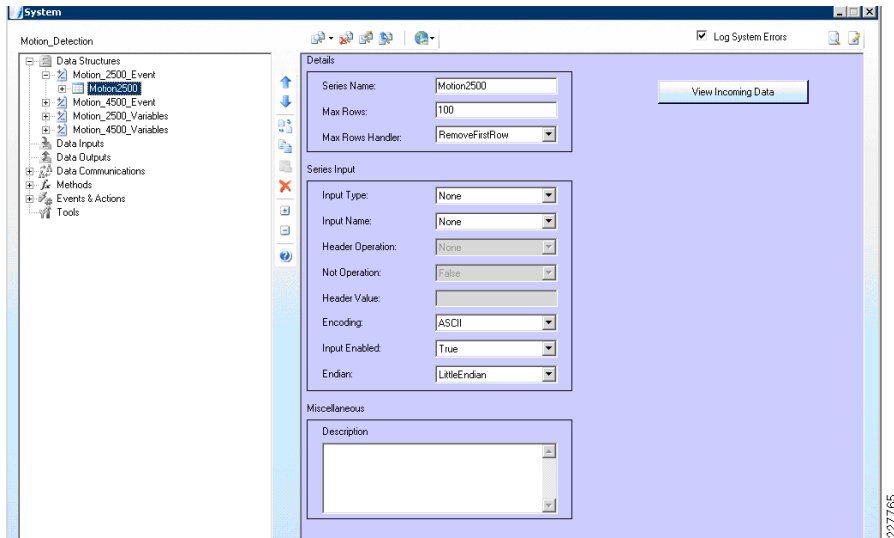 System
Motion_Detection
Log System Errors
Data Structures
Motion_2500_Event
Motion2500
Motion_4500_Event
Motion_2500_Variables
Motion_4500_Variables
Data Inputs
Data Outputs
Data Communications
Methods
Events & Actions
Tools
Details
Series Name: Motion2500
Max Rows: 100
Max Rows Handler: RemoveFirstRow
View Incoming Data
Series Input
Input Type: None
Input Name: None
Header Operation: None
Not Operation: False
Header Value:
Encoding: ASCII
Input Enabled: True
Endian: LittleEndian
Miscellaneous
Description
227765